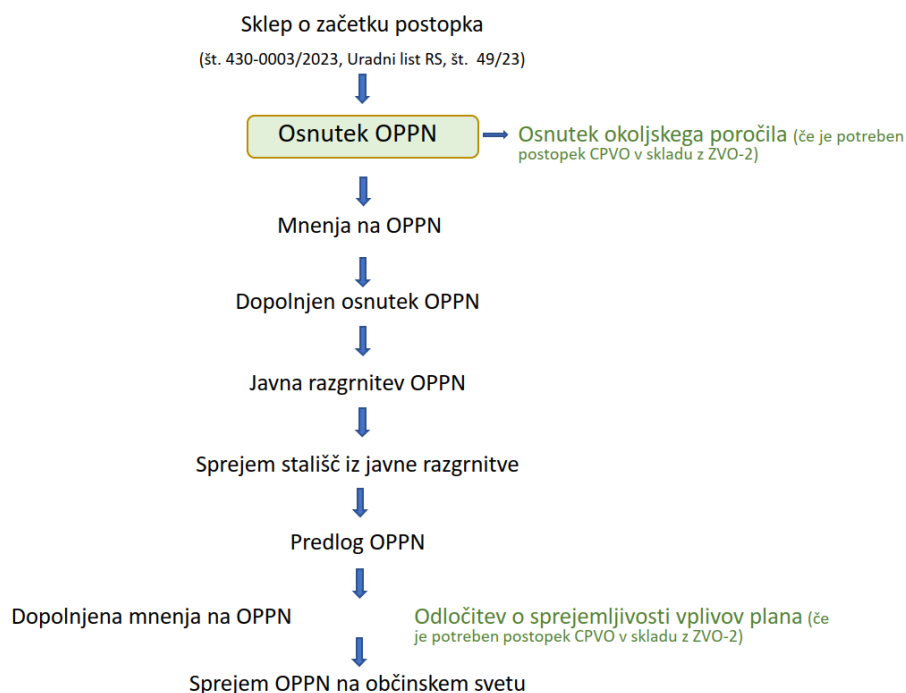 Sklep o začetku postopka
(št. 430-0003/2023, Uradni list RS, št. 49/23)
Osnutek OPPN
Osnutek okoljskega poročila (če je potreben
postopek CPVO v skladu z ZVO-2)
Mnenja na OPPN
Dopolnjen osnutek OPPN
Javna razgrnitev OPPN
Sprejem stališč iz javne razgrnitve
Predlog OPPN
Dopolnjena mnenja na OPPN
Odločitev o sprejemljivosti vplivov plana (če
je potreben postopek CPVO v skladu z ZVO-2)
Sprejem OPPN na občinskem svetu